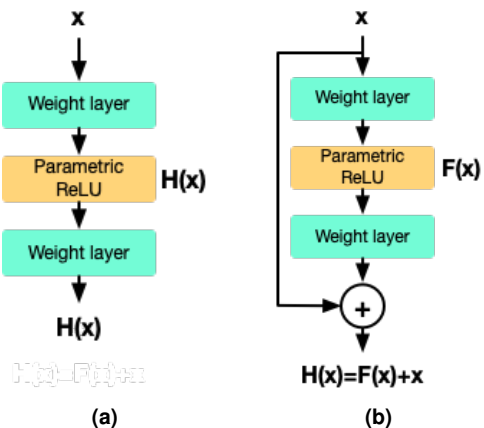 x
Weight layer
Parametric
ReLU
H(x)
Weight layer
H(x)
H(x)=F(x)+x
(a)
x
Weight layer
Parametric
ReLU
F(x)
Weight layer
+
H(x)=F(x)+x
(b)